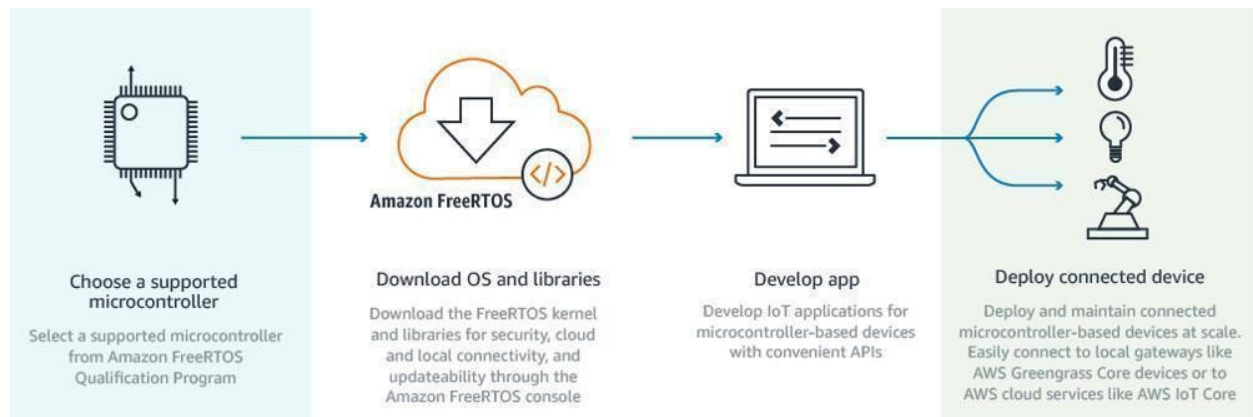 Amazon FreeRTOS
Choose a supported
microcontroller
Select a supported microcontroller
from Amazon FreeRTOS
Qualification Program
Download OS and libraries
Download the FreeRTOS kernel
and libraries for security, cloud
and local connectivity, and
updateability through the
Amazon FreeRTOS console
Develop app
Develop IoT applications for
microcontroller-based devices
with convenient APIs
Deploy connected device
Deploy and maintain connected
microcontroller-based devices at scale.
Easily connect to local gateways like
AWS Greengrass Core devices or to
AWS cloud services like AWS IoT Core